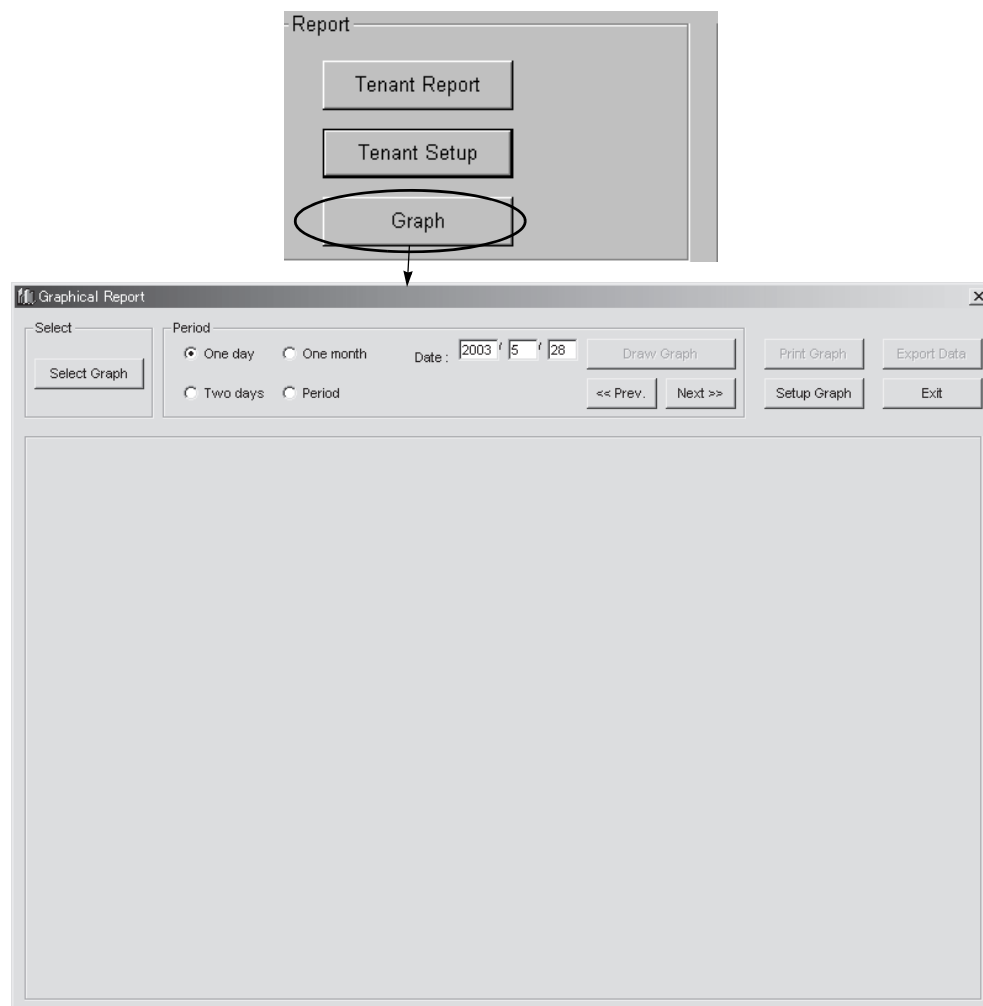 Report
Tenant Report
Tenant Setup
Graph
Graphical Report
Select
Select Graph
Period
One day
One month
Two days
Period
Date : 2003 / 5 / 28
Draw Graph
<< Prev.
Next >>
Print Graph
Export Data
Setup Graph
Exit